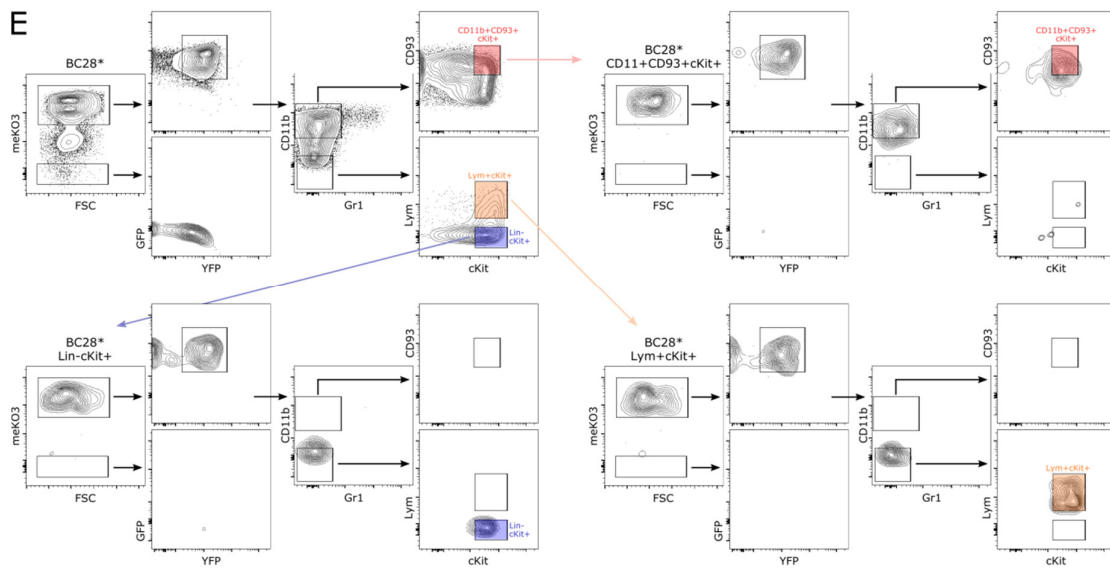 E
BC28*
meKO3
FSC
GFP
YFP
CD11b
Gr1
CD93
CD11b+CD93+
cKit+
Lym
Lym+cKit+
Lin-
cKit+
cKit
BC28*
CD11+CD93+cKit+
meKO3
FSC
GFP
YFP
CD11b
Gr1
CD93
CD11b+CD93+
cKit+
Lym
cKit
BC28*
Lin-cKit+
meKO3
FSC
GFP
YFP
CD11b
Gr1
CD93
Lym
Lin-
cKit+
cKit
BC28*
Lym+cKit+
meKO3
FSC
GFP
YFP
CD11b
Gr1
CD93
Lym
Lym+cKit+
cKit